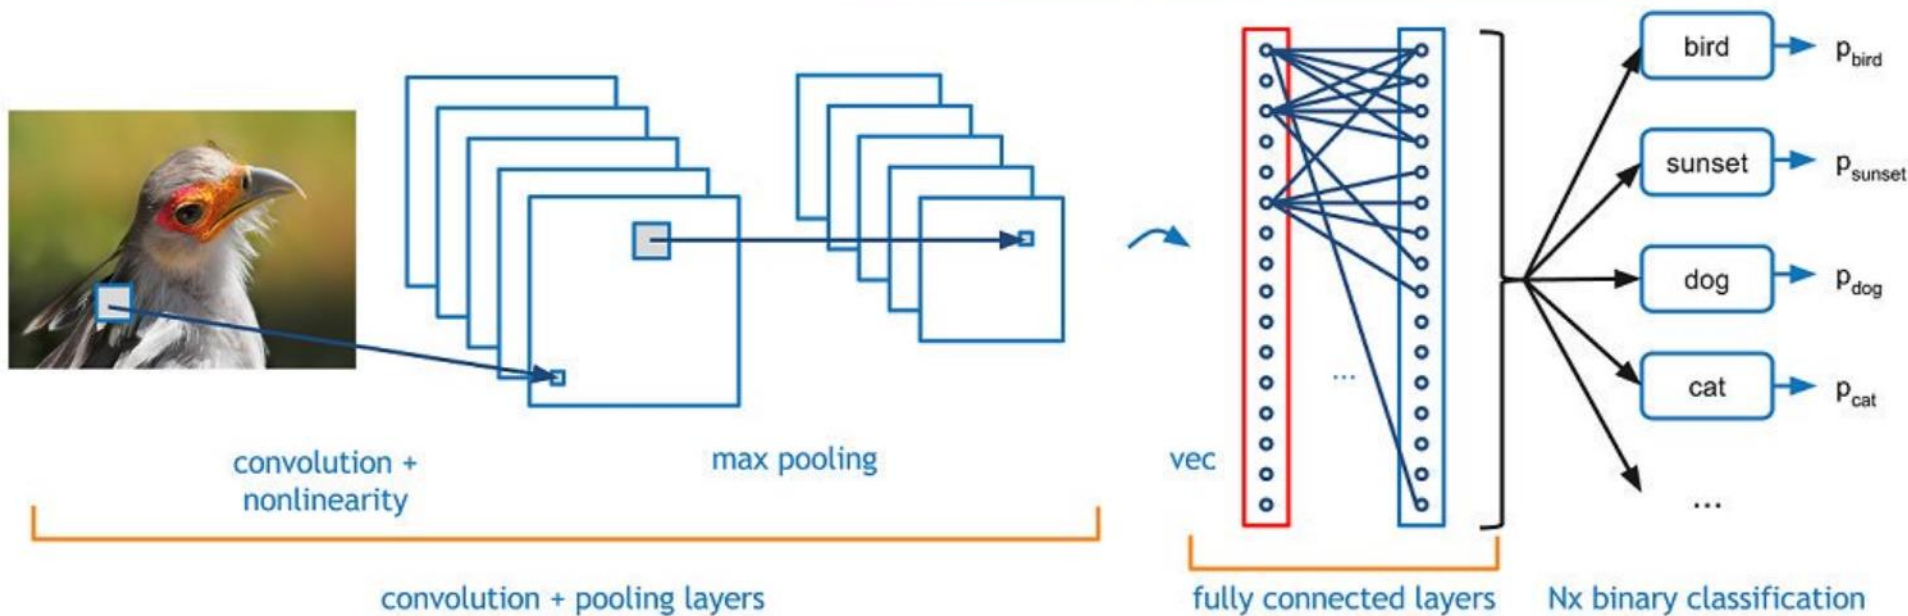 bird
p_bird
sunset
p_sunset
dog
p_dog
cat
p_cat
...
...
convolution +
nonlinearity
max pooling
vec
convolution + pooling layers
fully connected layers
Nx binary classification